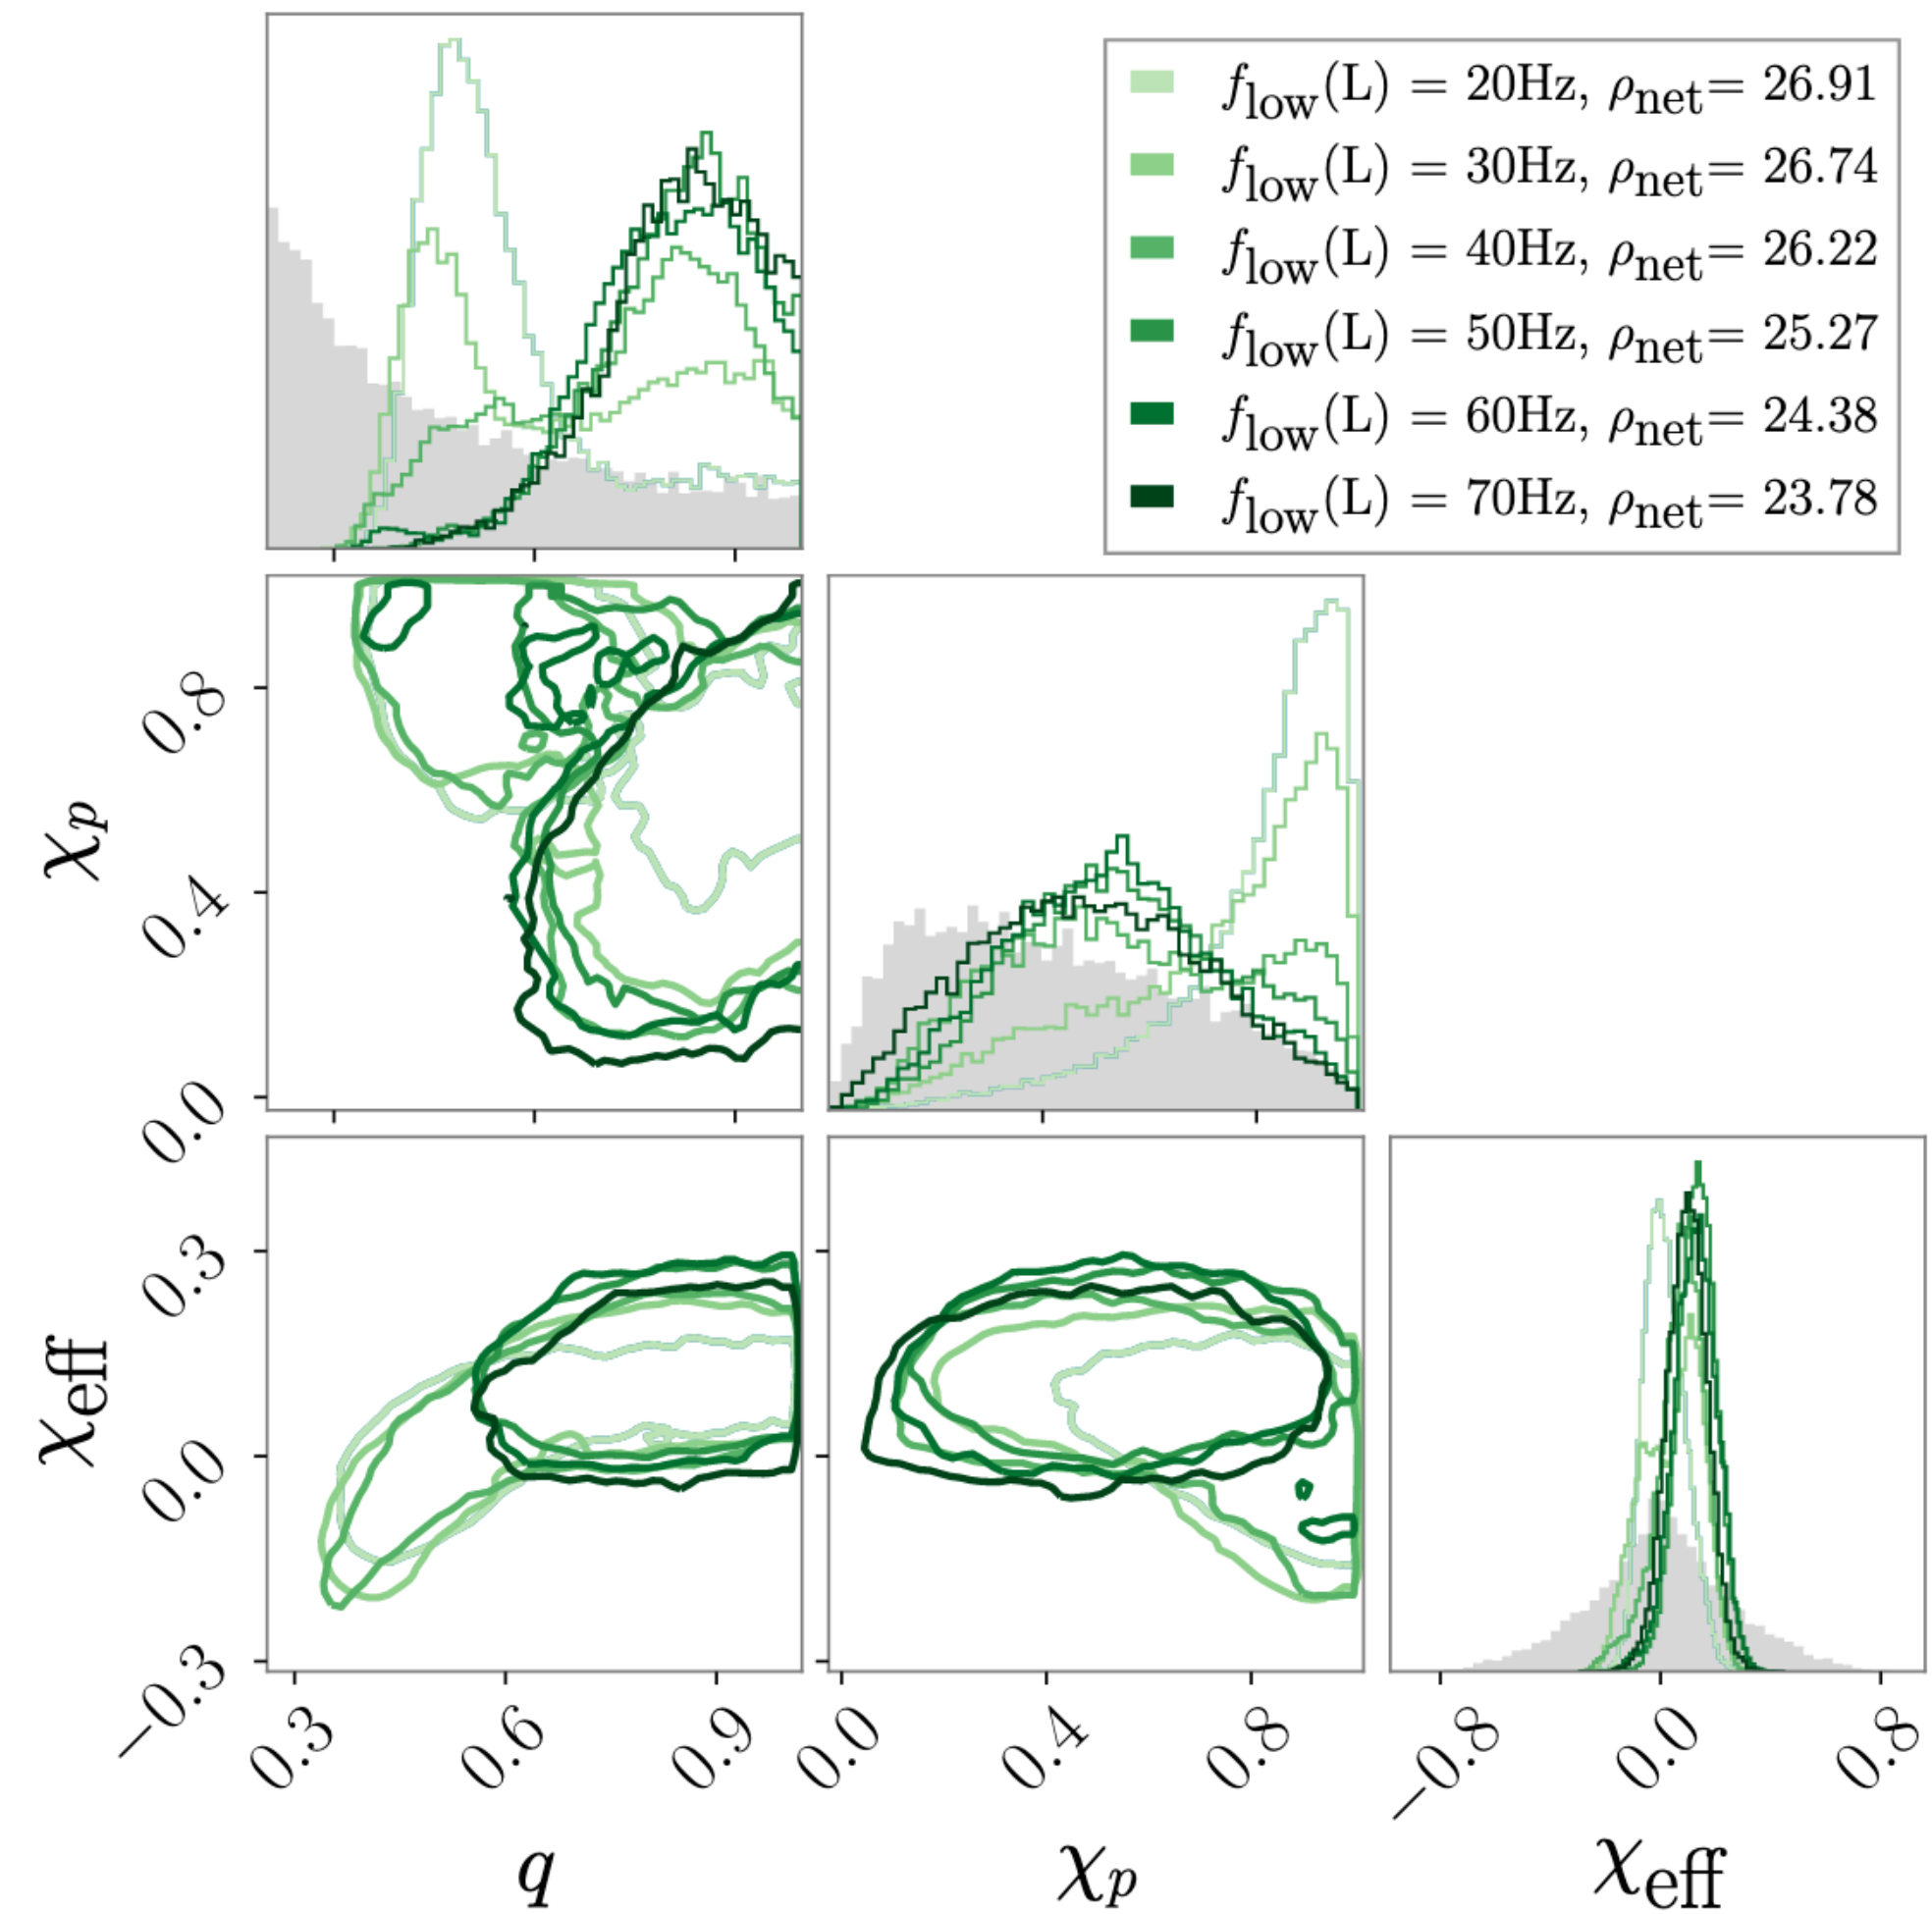 f_low(L) = 20Hz, ρ_net= 26.91
f_low(L) = 30Hz, ρ_net= 26.74
f_low(L) = 40Hz, ρ_net= 26.22
f_low(L) = 50Hz, ρ_net= 25.27
f_low(L) = 60Hz, ρ_net= 24.38
f_low(L) = 70Hz, ρ_net= 23.78
χ_p
0.8
0.4
0.0
χ_eff
0.3
0.0
−0.3
0.3 0.6 0.9 0.0 0.4 0.8 −0.8 0.0 0.8
q χ_p χ_eff